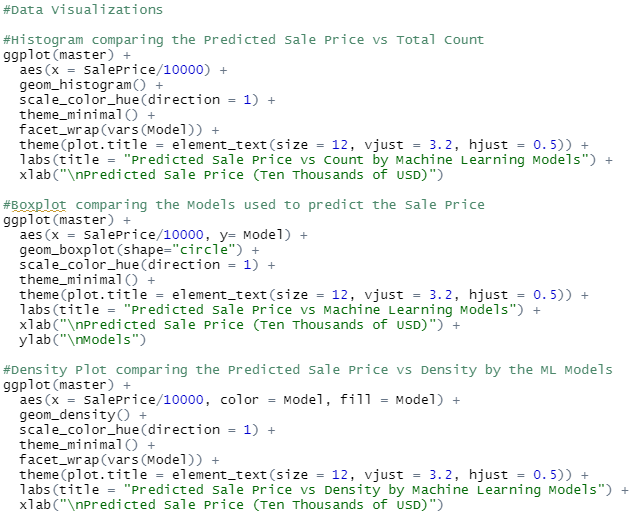 #Data Visualizations
#Histogram comparing the Predicted Sale Price vs Total Count
ggplot(master) +
  aes(x = SalePrice/10000) +
  geom_histogram() +
  scale_color_hue(direction = 1) +
  theme_minimal() +
  facet_wrap(vars(Model)) +
  theme(plot.title = element_text(size = 12, vjust = 3.2, hjust = 0.5)) +
  labs(title = "Predicted Sale Price vs Count by Machine Learning Models") +
  xlab("\nPredicted Sale Price (Ten Thousands of USD)")
#Boxplot comparing the Models used to predict the Sale Price
ggplot(master) +
  aes(x = SalePrice/10000, y= Model) +
  geom_boxplot(shape="circle") +
  scale_color_hue(direction = 1) +
  theme_minimal() +
  theme(plot.title = element_text(size = 12, vjust = 3.2, hjust = 0.5)) +
  labs(title = "Predicted Sale Price vs Machine Learning Models") +
  xlab("\nPredicted Sale Price (Ten Thousands of USD)") +
  ylab("\nModels")
#Density Plot comparing the Predicted Sale Price vs Density by the ML Models
ggplot(master) +
  aes(x = SalePrice/10000, color = Model, fill = Model) +
  geom_density() +
  scale_color_hue(direction = 1) +
  theme_minimal() +
  facet_wrap(vars(Model)) +
  theme(plot.title = element_text(size = 12, vjust = 3.2, hjust = 0.5)) +
  labs(title = "Predicted Sale Price vs Density by Machine Learning Models") +
  xlab("\nPredicted Sale Price (Ten Thousands of USD)")